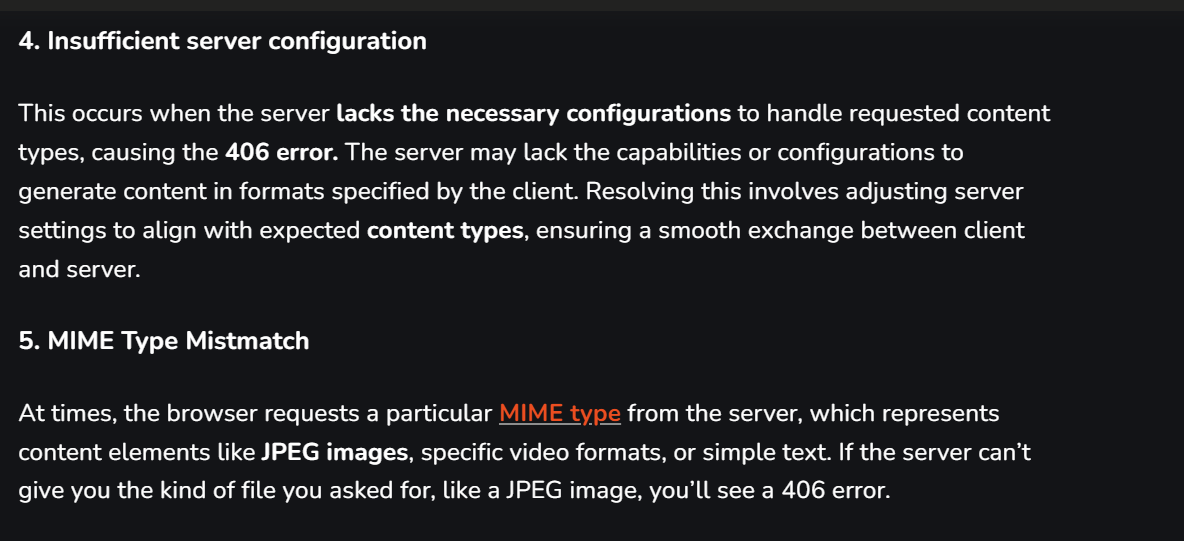 4. Insufficient server configuration
This occurs when the server lacks the necessary configurations to handle requested content
types, causing the 406 error. The server may lack the capabilities or configurations to
generate content in formats specified by the client. Resolving this involves adjusting server
settings to align with expected content types, ensuring a smooth exchange between client
and server.
5. MIME Type Mistmatch
At times, the browser requests a particular MIME type from the server, which represents
content elements like JPEG images, specific video formats, or simple text. If the server can’t
give you the kind of file you asked for, like a JPEG image, you’ll see a 406 error.